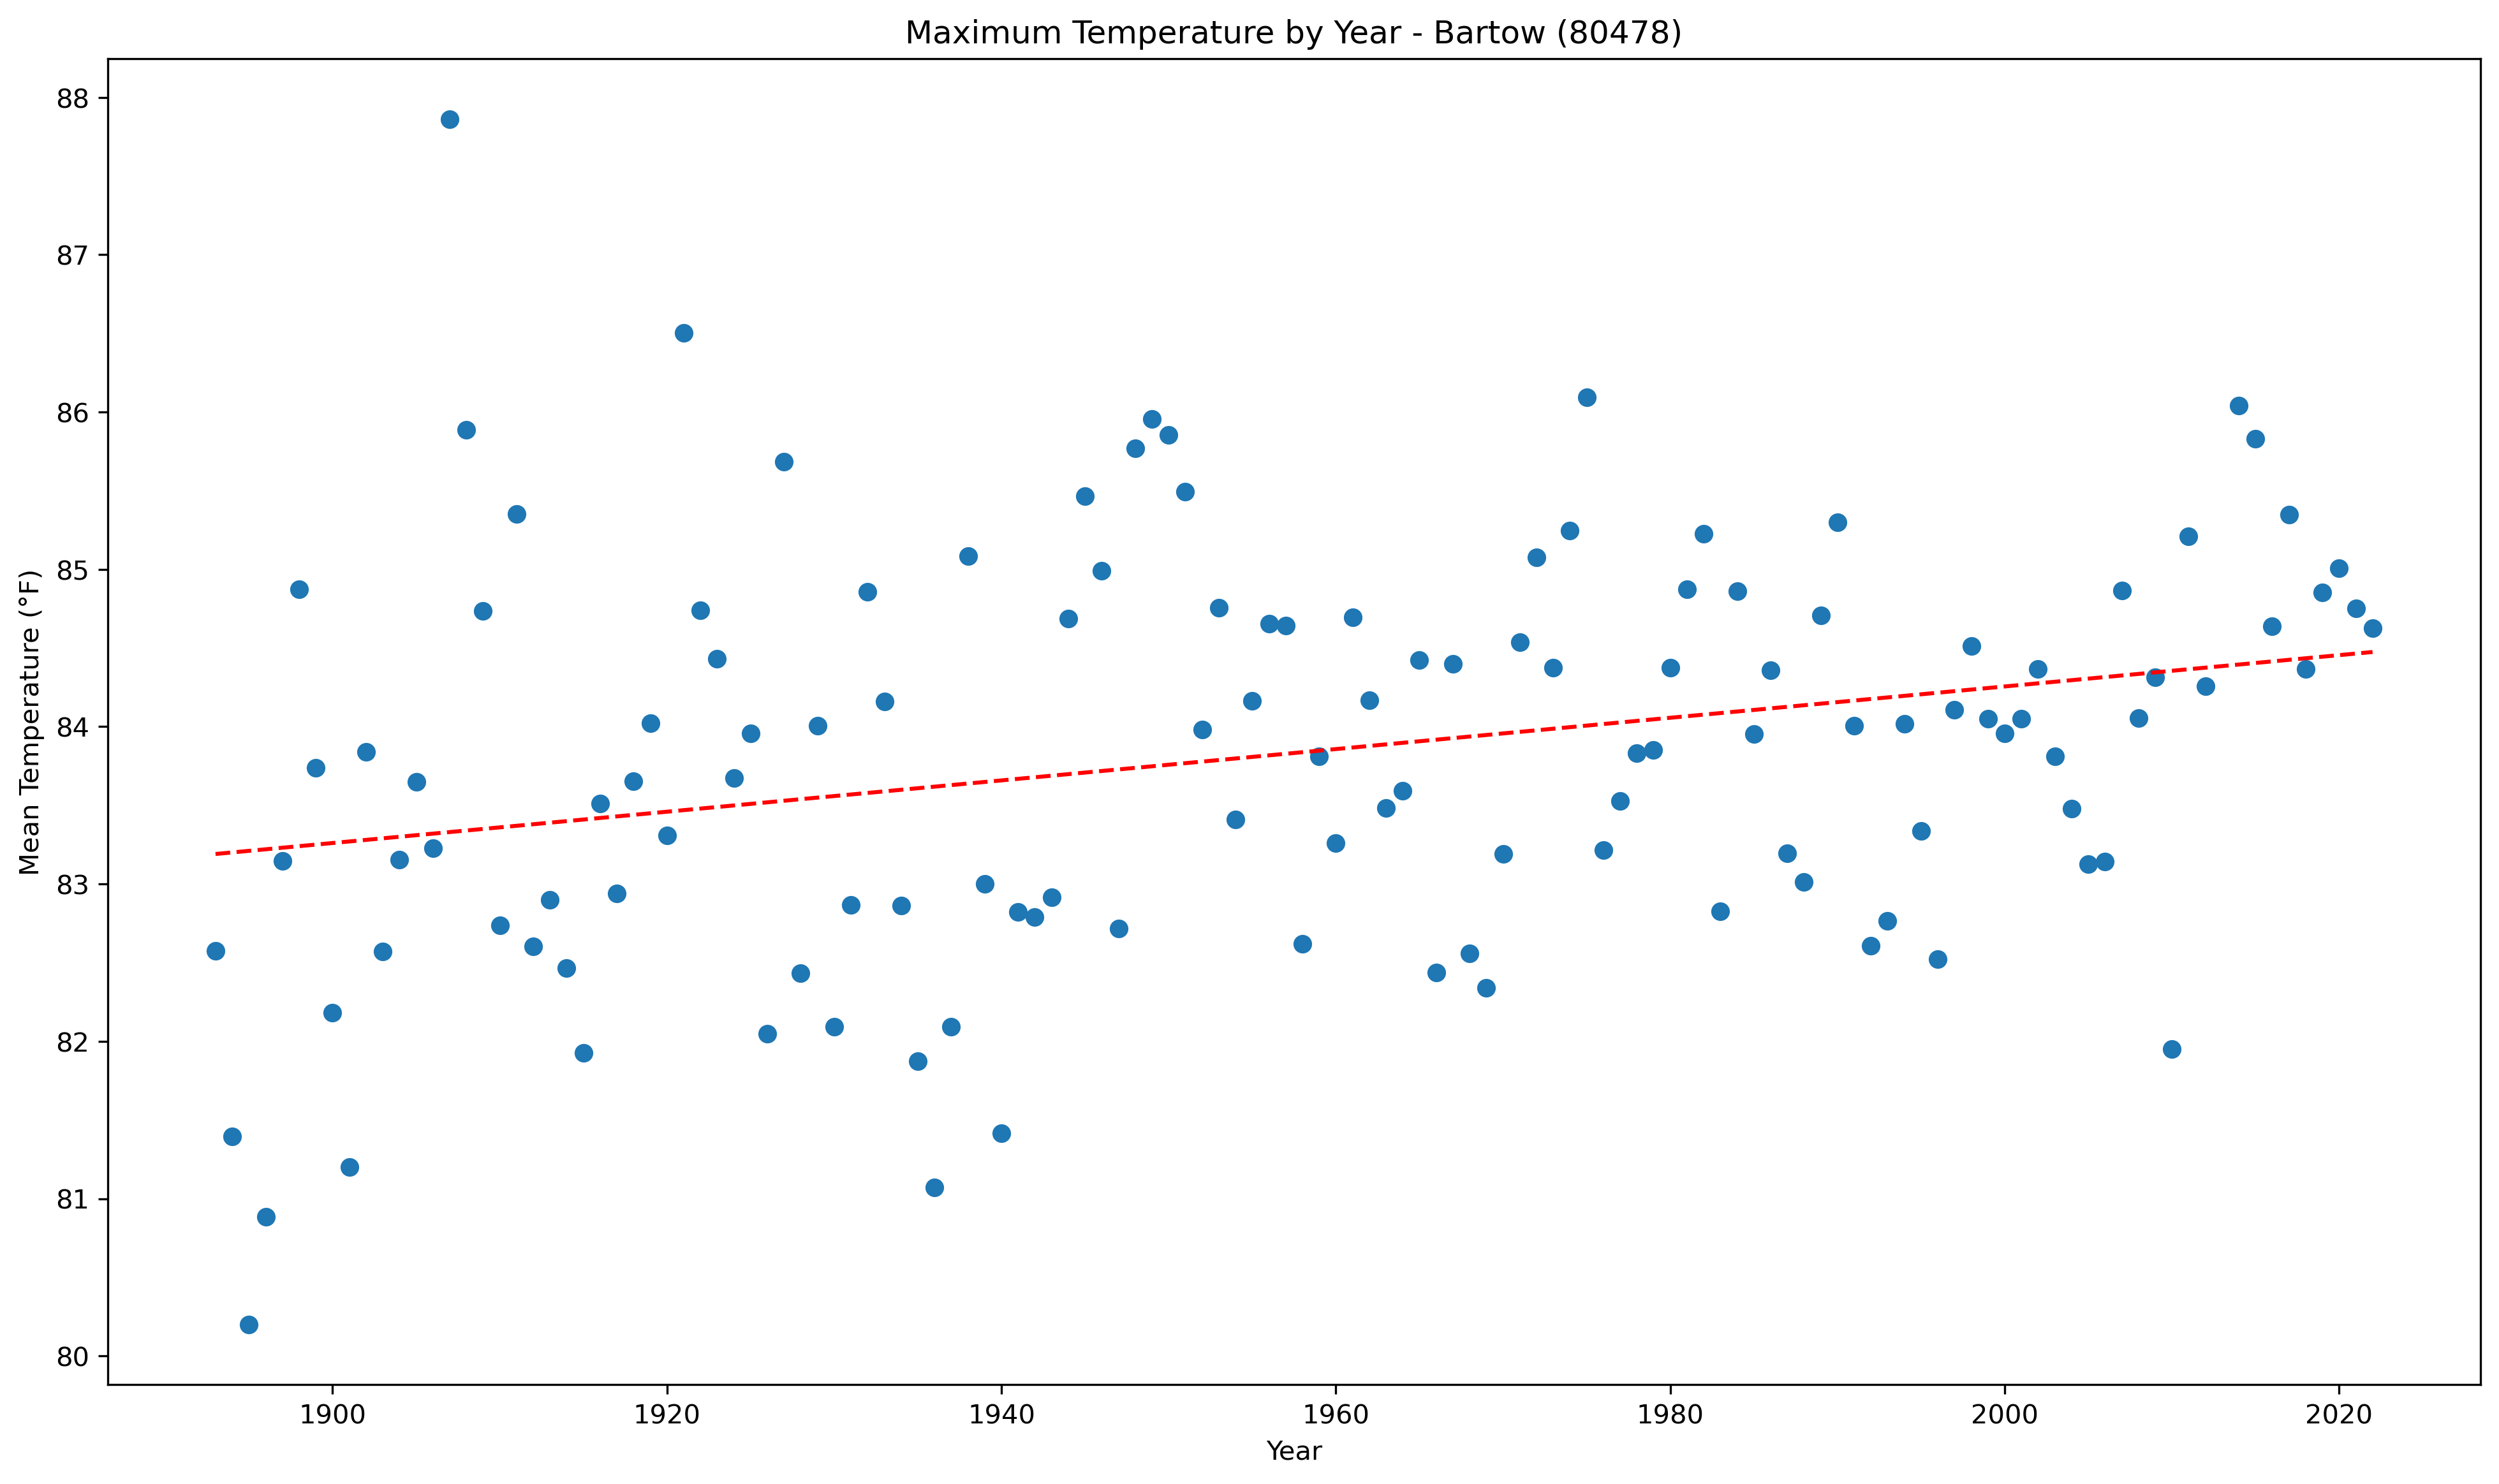 Maximum Temperature by Year - Bartow (80478)
88
87
86
85
84
83
82
81
80
Mean Temperature (°F)
1900 1920 1940 1960 1980 2000 2020
Year